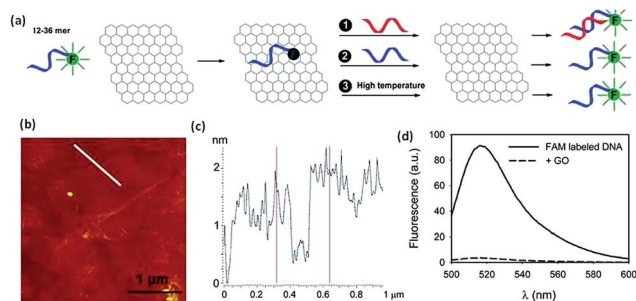 (a)
12-36 mer
F
F
1
2
3 High temperature
F
F
F
(b)
1 μm
(c)
nm
2
1
0
0 0.2 0.4 0.6 0.8 1 μm
(d)
Fluorescence (a.u.)
100
80
60
40
20
0
FAM labeled DNA
+ GO
500 520 540 560 580 600
λ (nm)